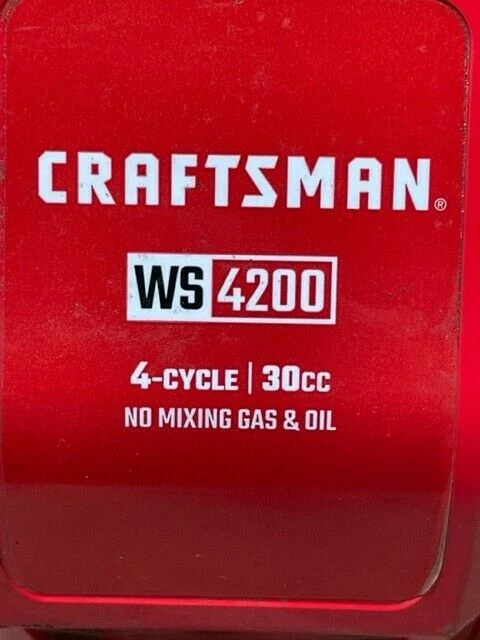 CRAFTSMAN®
WS 4200
4-CYCLE | 30CC
NO MIXING GAS & OIL